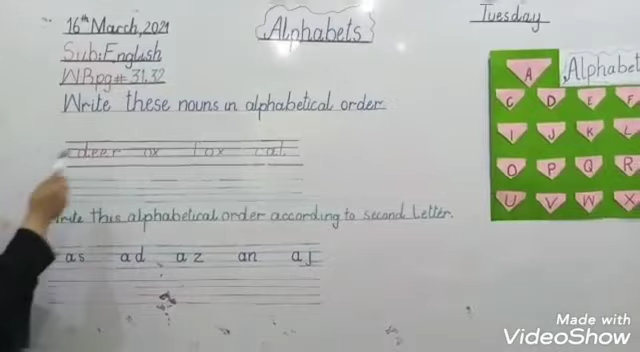 16th March, 2021
Alphabets
Tuesday
Sub: English
WB pg # 31, 32
Write these nouns in alphabetical order
deer ox fox cat
Write this alphabetical order according to second Letter.
as ad az an aj
Alphabet
A
C D E F
I J K L
O P Q R
U V W X
Made with
VideoShow